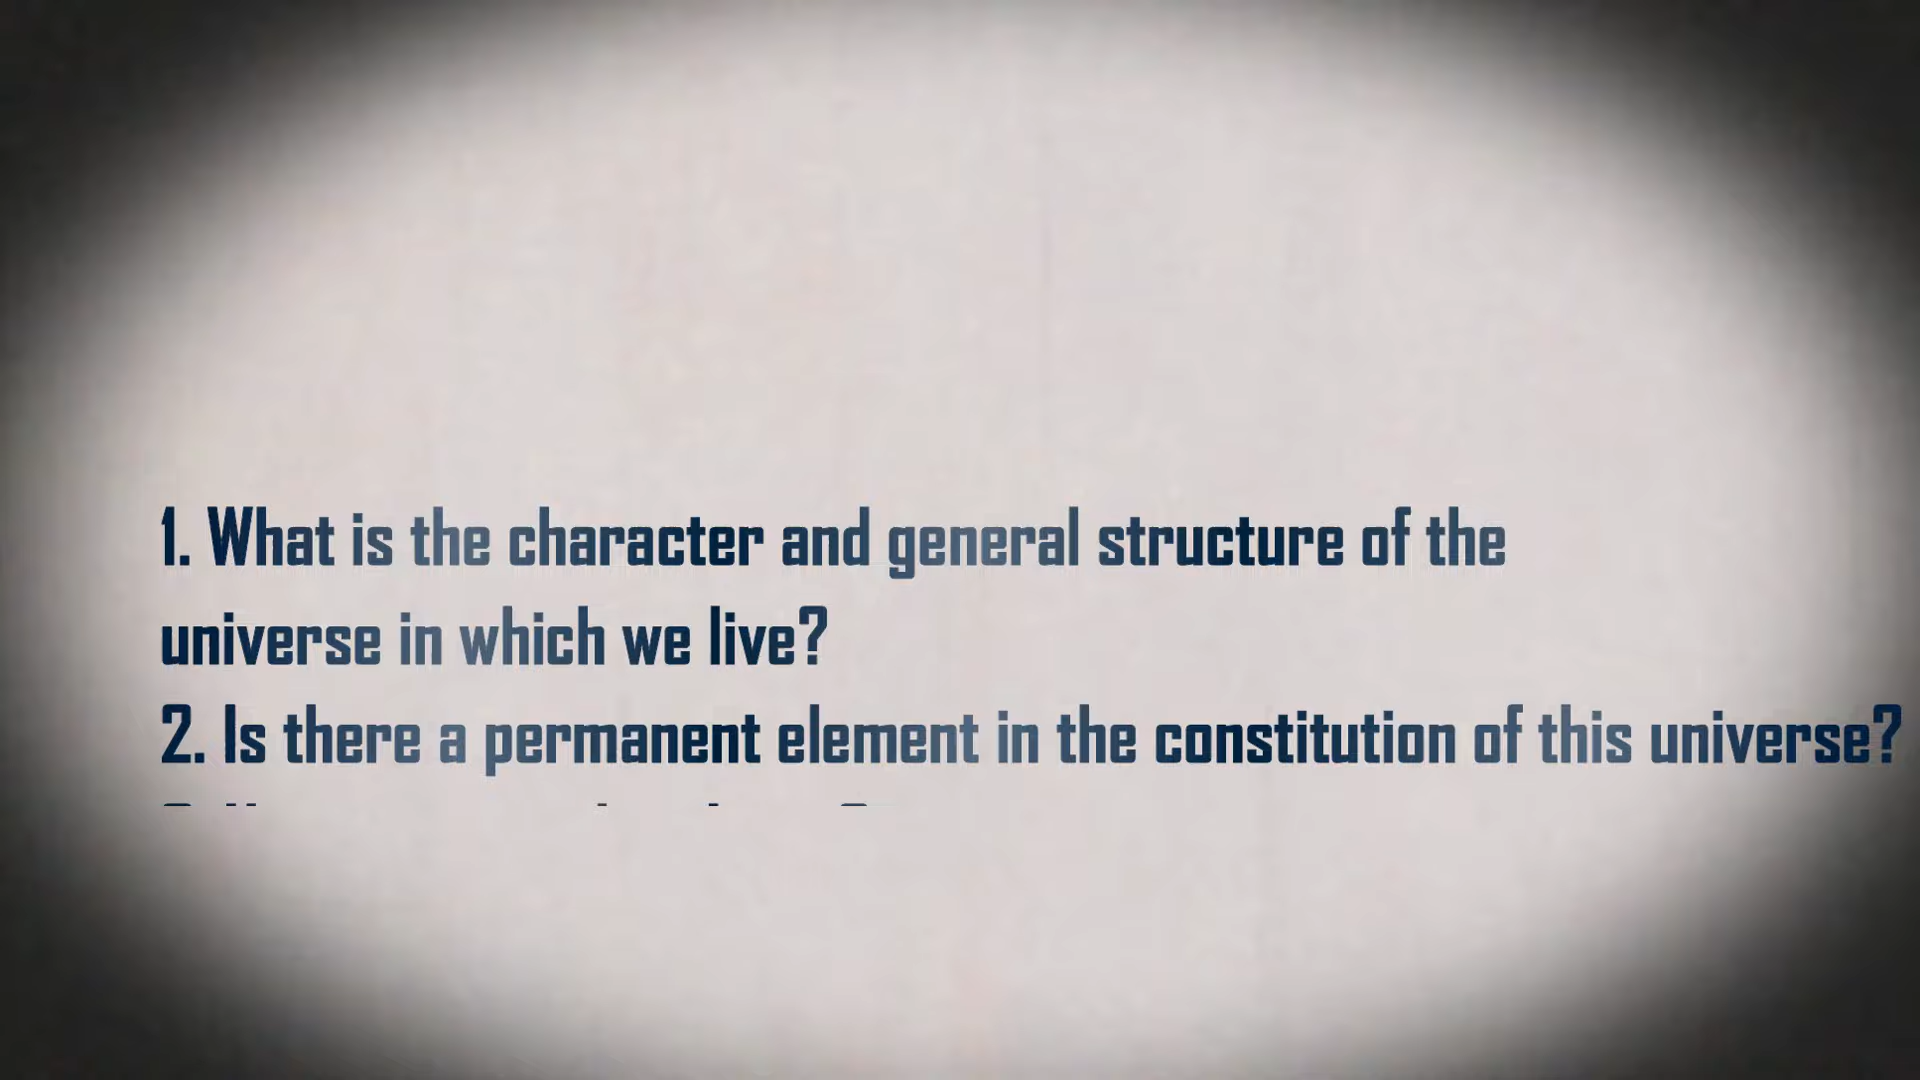 1. What is the character and general structure of the
universe in which we live?
2. Is there a permanent element in the constitution of this universe?